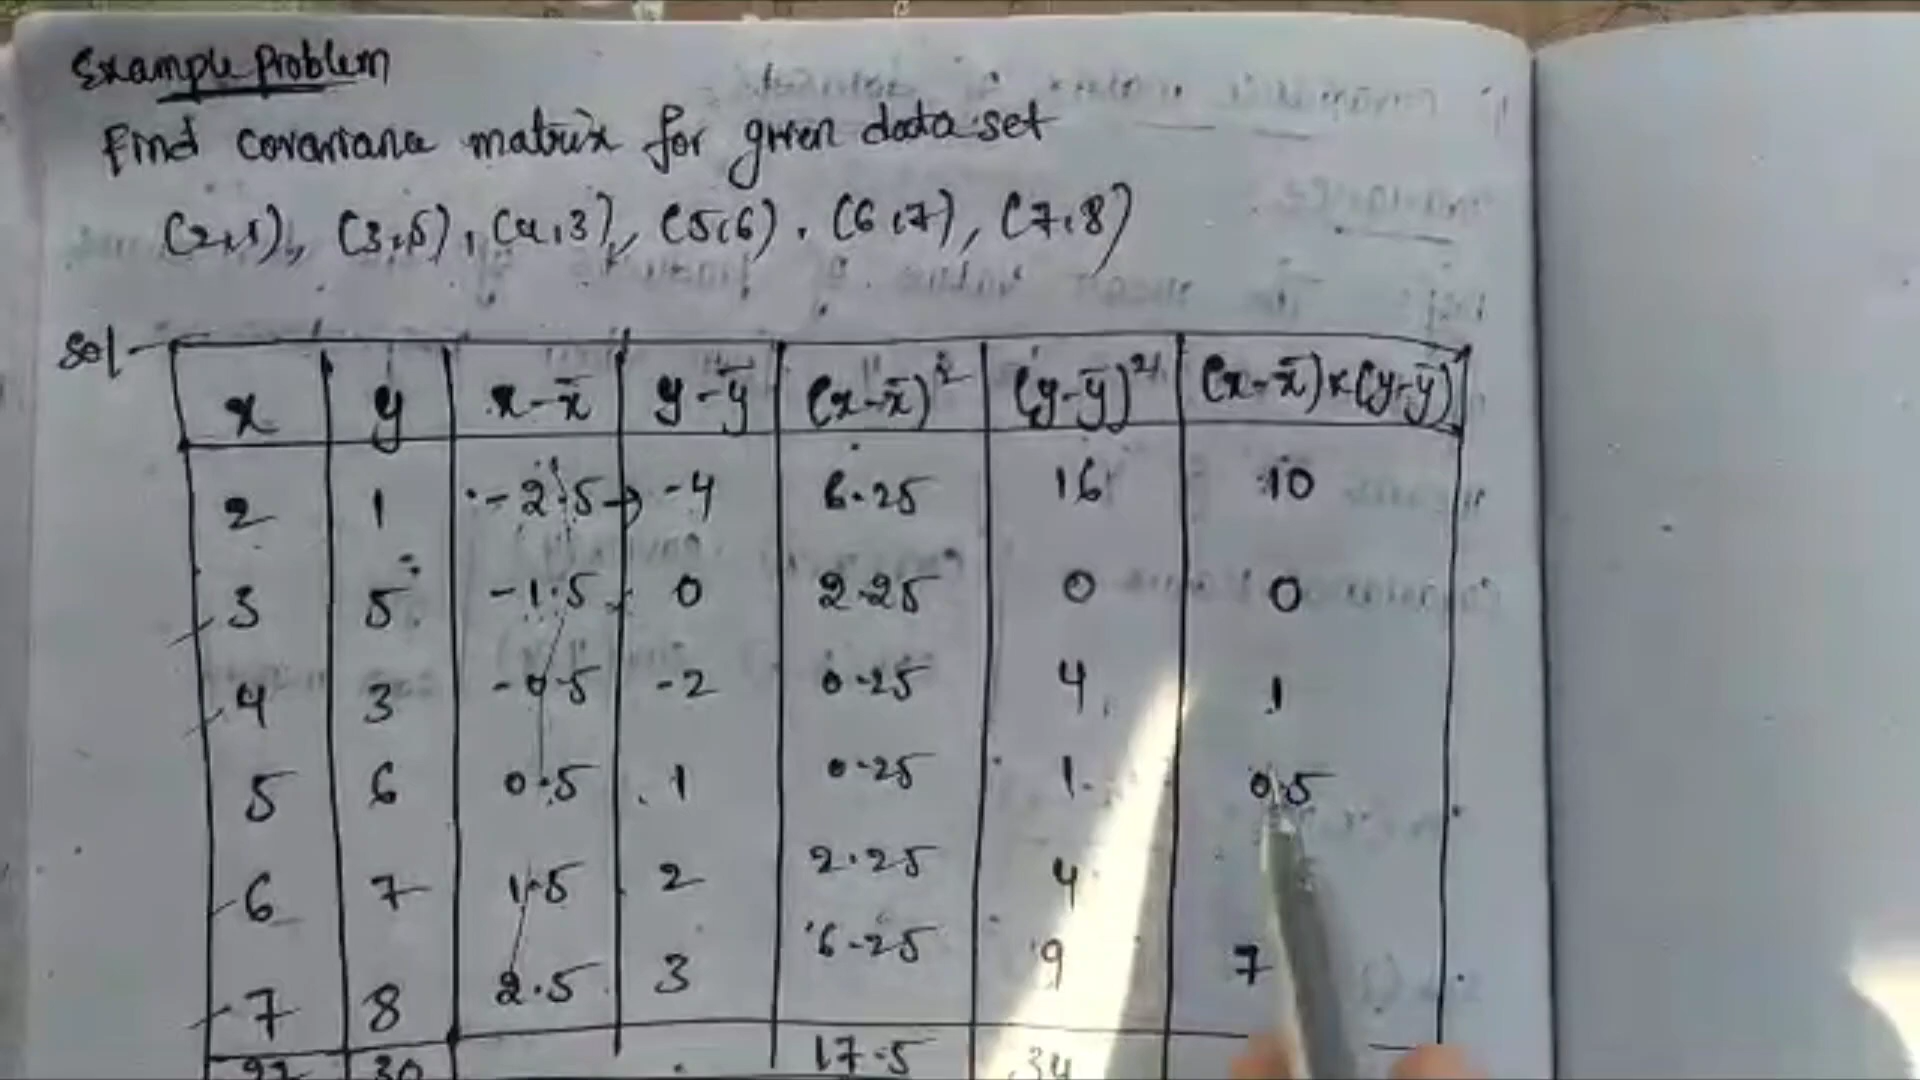 Example problem
Find covariana matrix for given data set
(2,1), (3,5), (4,3), (5,6), (6,7), (7,8)
Sol
x y x-x̄ y-ȳ (x-x̄)² (y-ȳ)² (x-x̄)×(y-ȳ)
2 1 -2.5 -4 6.25 16 10
3 5 -1.5 0 2.25 0 0
4 3 -0.5 -2 0.25 4 1
5 6 0.5 1 0.25 1 0.5
6 7 1.5 2 2.25 4
7 8 2.5 3 6.25 9 7
30 17.5 34